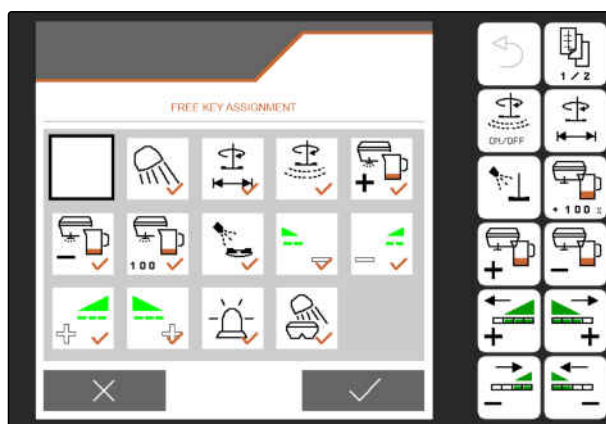 FREE KEY ASSIGNMENT
1 / 2
ON/OFF
+ 100 %
+
+ -
- 100
+ +
+ +
- -